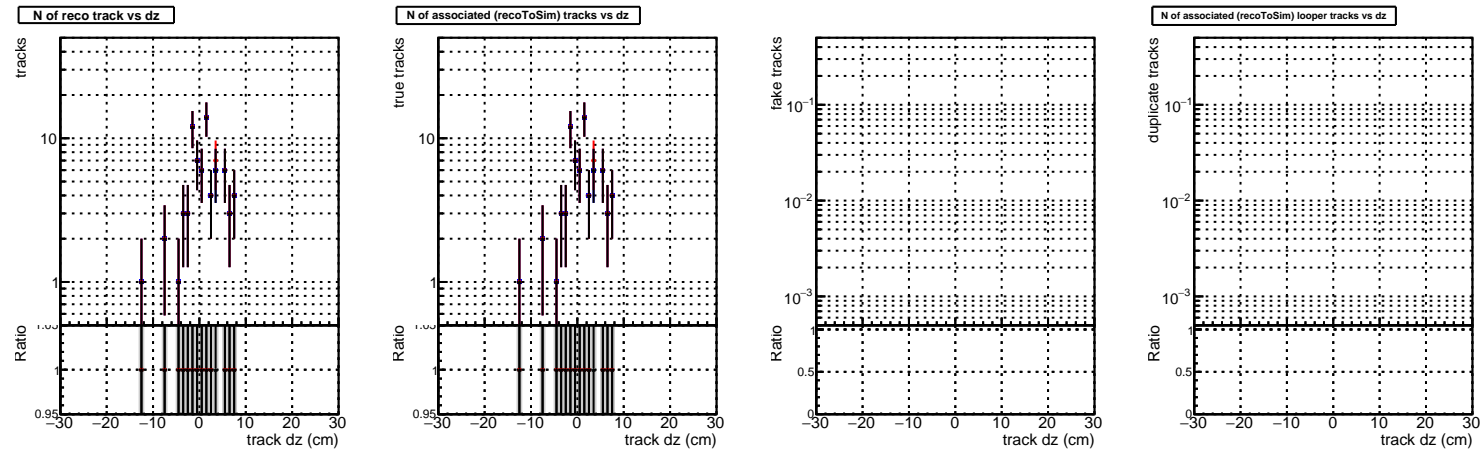 N of reco track vs dz
tracks
10
1
1.05
Ratio
1
0.95
−30 −20 −10 0 10 20 30
track dz (cm)
N of associated (recoToSim) tracks vs dz
true tracks
10
1
1.05
Ratio
1
0.95
−30 −20 −10 0 10 20 30
track dz (cm)
fake tracks
10−1
10−2
10−3
Ratio
1
0.5
0
−30 −20 −10 0 10 20 30
track dz (cm)
N of associated (recoToSim) looper tracks vs dz
duplicate tracks
10−1
10−2
10−3
Ratio
1
0.5
0
−30 −20 −10 0 10 20 30
track dz (cm)